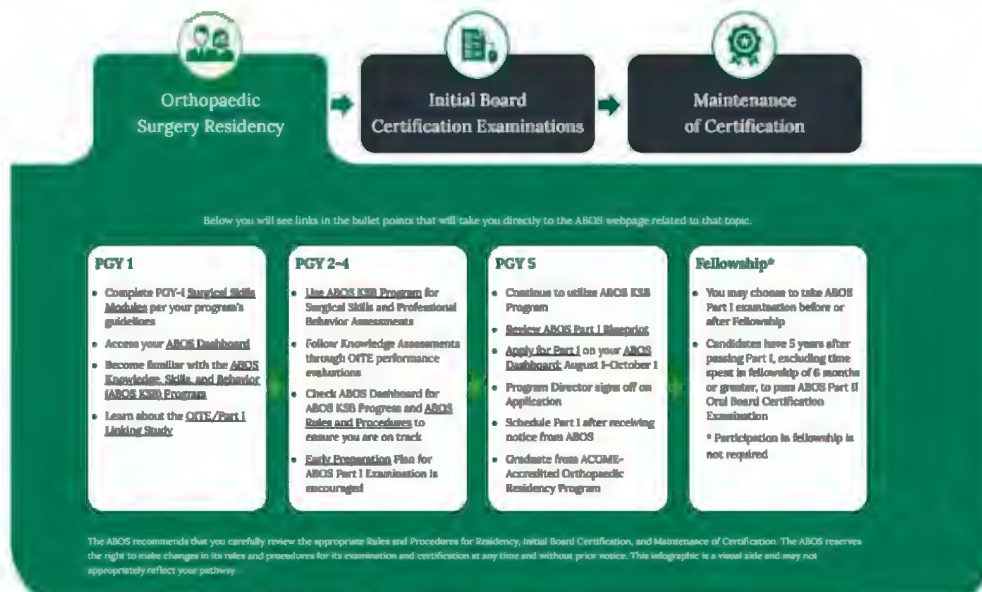 Orthopaedic
Surgery Residency
Initial Board
Certification Examinations
Maintenance
of Certification
Below you will see links in the bullet points that will take you directly to the ABOS webpage related to that topic.
PGY 1
• Complete PGY-1 Surgical Skills
Modules per your program's
guidelines
• Access your ABOS Dashboard
• Become familiar with the ABOS
Knowledge, Skills, and Behavior
(ABOS KSB) Program
• Learn about the OITE/Part I
Linking Study
PGY 2-4
• Use ABOS KSB Program for
Surgical Skills and Professional
Behavior Assessments
• Follow Knowledge Assessments
through OITE performance
evaluations
• Check ABOS Dashboard for
ABOS KSB Progress and ABOS
Rules and Procedures to
ensure you are on track
• Early Preparation Plan for
ABOS Part I Examination is
encouraged
PGY 5
• Continue to utilize ABOS KSB
Program
• Review ABOS Part I Blueprint
• Apply for Part I on your ABOS
Dashboard: August 1-October 1
• Program Director signs off on
Application
• Schedule Part I after receiving
notice from ABOS
• Graduate from ACGME-
Accredited Orthopaedic
Residency Program
Fellowship*
• You may choose to take ABOS
Part I examination before or
after Fellowship
• Candidates have 5 years after
passing Part I, excluding time
spent in fellowship of 6 months
or greater, to pass ABOS Part II
Oral Board Certification
Examination
* Participation in fellowship is
not required
The ABOS recommends that you carefully review the appropriate Rules and Procedures for Residency, Initial Board Certification, and Maintenance of Certification. The ABOS reserves
the right to make changes in its rules and procedures for its examination and certification at any time and without prior notice. This infographic is a visual aide and may not
appropriately reflect your pathway